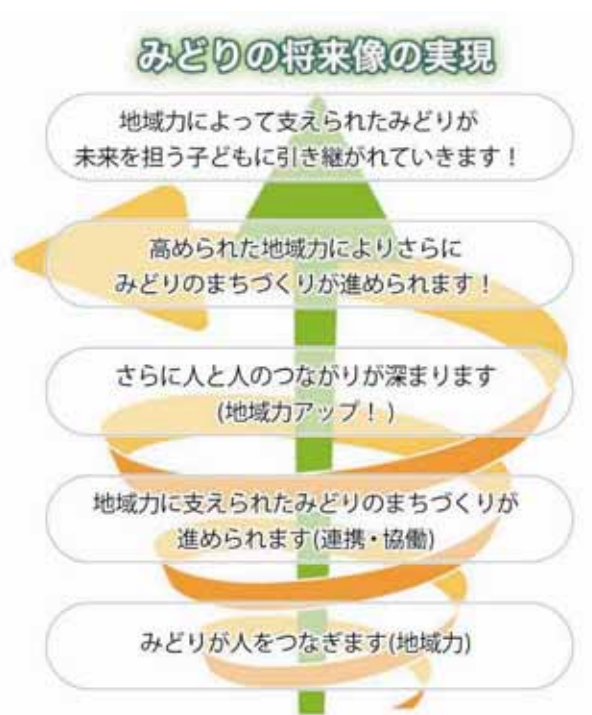 みどりの将来像の実現
地域力によって支えられたみどりが
未来を担う子どもに引き継がれていきます！
高められた地域力によりさらに
みどりのまちづくりが進められます！
さらに人と人のつながりが深まります
(地域力アップ！)
地域力に支えられたみどりのまちづくりが
進められます(連携・協働)
みどりが人をつなぎます(地域力)